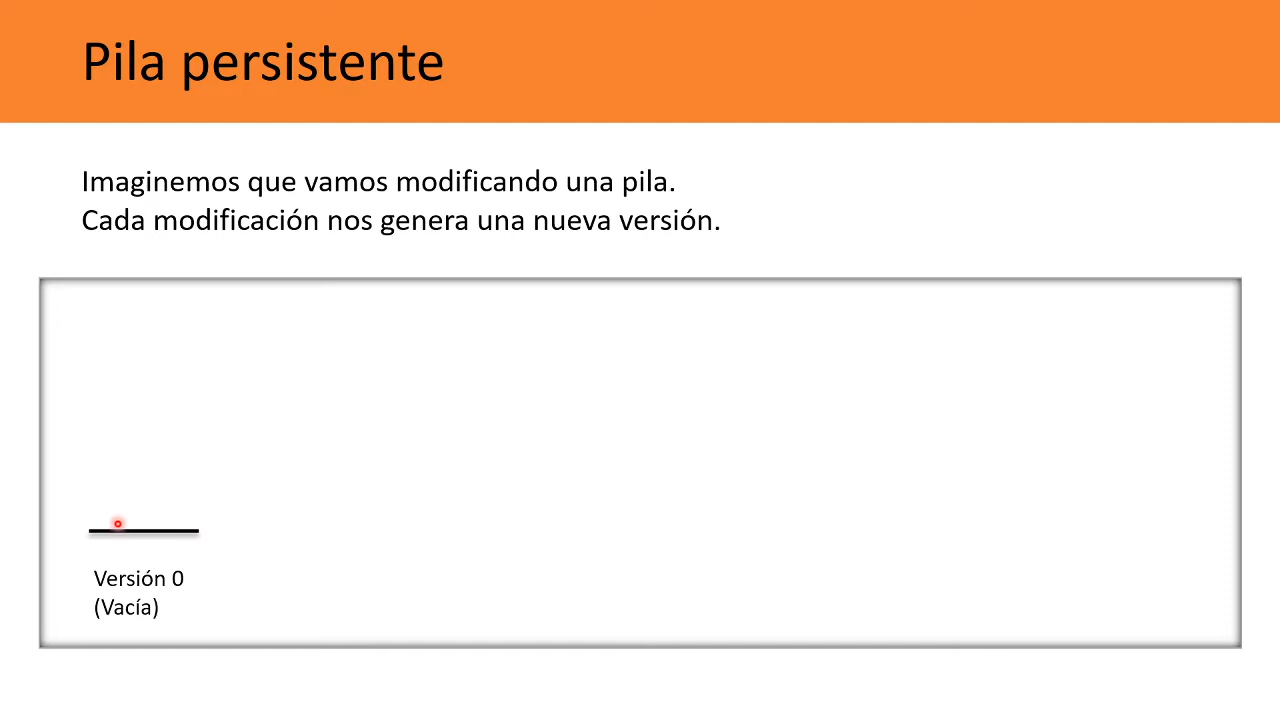 Pila persistente
Imaginemos que vamos modificando una pila.
Cada modificación nos genera una nueva versión.
Versión 0
(Vacía)